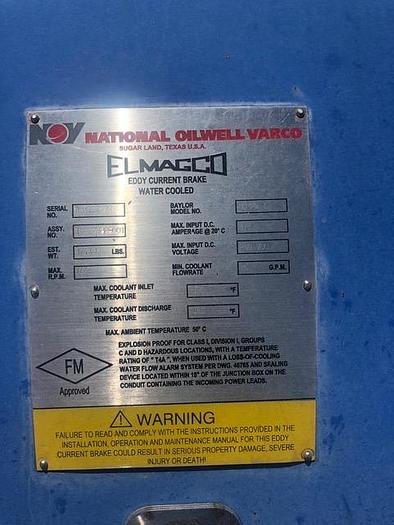 NOV NATIONAL OILWELL VARCO
SUGAR LAND, TEXAS U.S.A.
ELMAGCO
EDDY CURRENT BRAKE
WATER COOLED
SERIAL NO.
BAYLOR MODEL NO.
ASSY. NO.
MAX. INPUT D.C. AMPERAGE @ 20° C
EST. WT. LBS.
MAX. INPUT D.C. VOLTAGE
MAX. R.P.M.
MIN. COOLANT FLOWRATE G.P.M.
MAX. COOLANT INLET TEMPERATURE °F
MAX. COOLANT DISCHARGE TEMPERATURE °F
MAX. AMBIENT TEMPERATURE 50° C
FM
Approved
EXPLOSION PROOF FOR CLASS I, DIVISION I, GROUPS
C AND D HAZARDOUS LOCATIONS, WITH A TEMPERATURE
RATING OF "T4A", WHEN USED WITH A LOSS-OF-COOLING
WATER FLOW ALARM SYSTEM PER DWG. 46765 AND SEALING
DEVICE LOCATED WITHIN 18" OF THE JUNCTION BOX ON THE
CONDUIT CONTAINING THE INCOMING POWER LEADS.
WARNING
FAILURE TO READ AND COMPLY WITH THE INSTRUCTIONS PROVIDED IN THE
INSTALLATION, OPERATION AND MAINTENANCE MANUAL FOR THIS EDDY
CURRENT BRAKE COULD RESULT IN SERIOUS PROPERTY DAMAGE, SEVERE
INJURY OR DEATH!